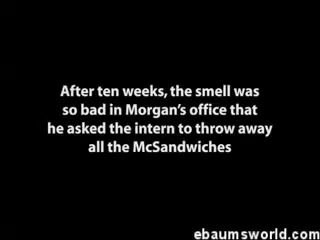 After ten weeks, the smell was
so bad in Morgan's office that
he asked the intern to throw away
all the McSandwiches
ebaumsworld.com